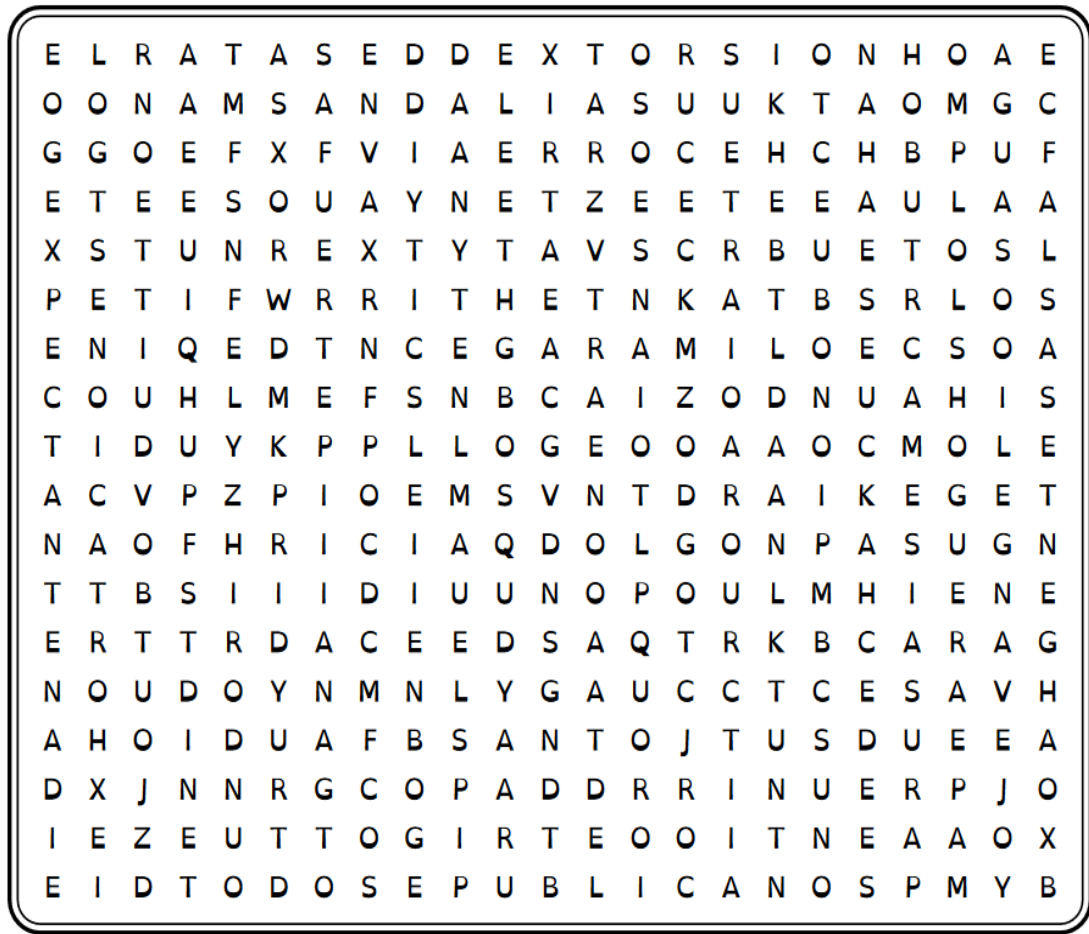 E L R A T A S E D D E X T O R S I O N H O A E
O O N A M S A N D A L I A S U U K T A O M G C
G G O E F X F V I A E R R O C E H C H B P U F
E T E E S O U A Y N E T Z E E T E E A U L A A
X S T U N R E X T Y T A V S C R B U E T O S L
P E T I F W R R I T H E T N K A T B S R L O S
E N I Q E D T N C E G A R A M I L O E C S O A
C O U H L M E F S N B C A I Z O D N U A H I S
T I D U Y K P P L L O G E O O A A O C M O L E
A C V P Z P I O E M S V N T D R A I K E G E T
N A O F H R I C I A Q D O L G O N P A S U G N
T T B S I I I D I U U N O P O U L M H I E N E
E R T T R D A C E E D S A Q T R K B C A R A G
N O U D O Y N M N L Y G A U C C T C E S A V H
A H O I D U A F B S A N T O J T U S D U E E A
D X J N N R G C O P A D D R R I N U E R P J O
I E Z E U T T O G I R T E O O I T N E A A O X
E I D T O D O S E P U B L I C A N O S P M Y B